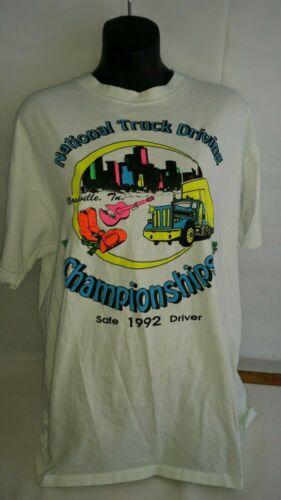 National Truck Driving
Nashville, Tn.
Championships
Safe 1992 Driver